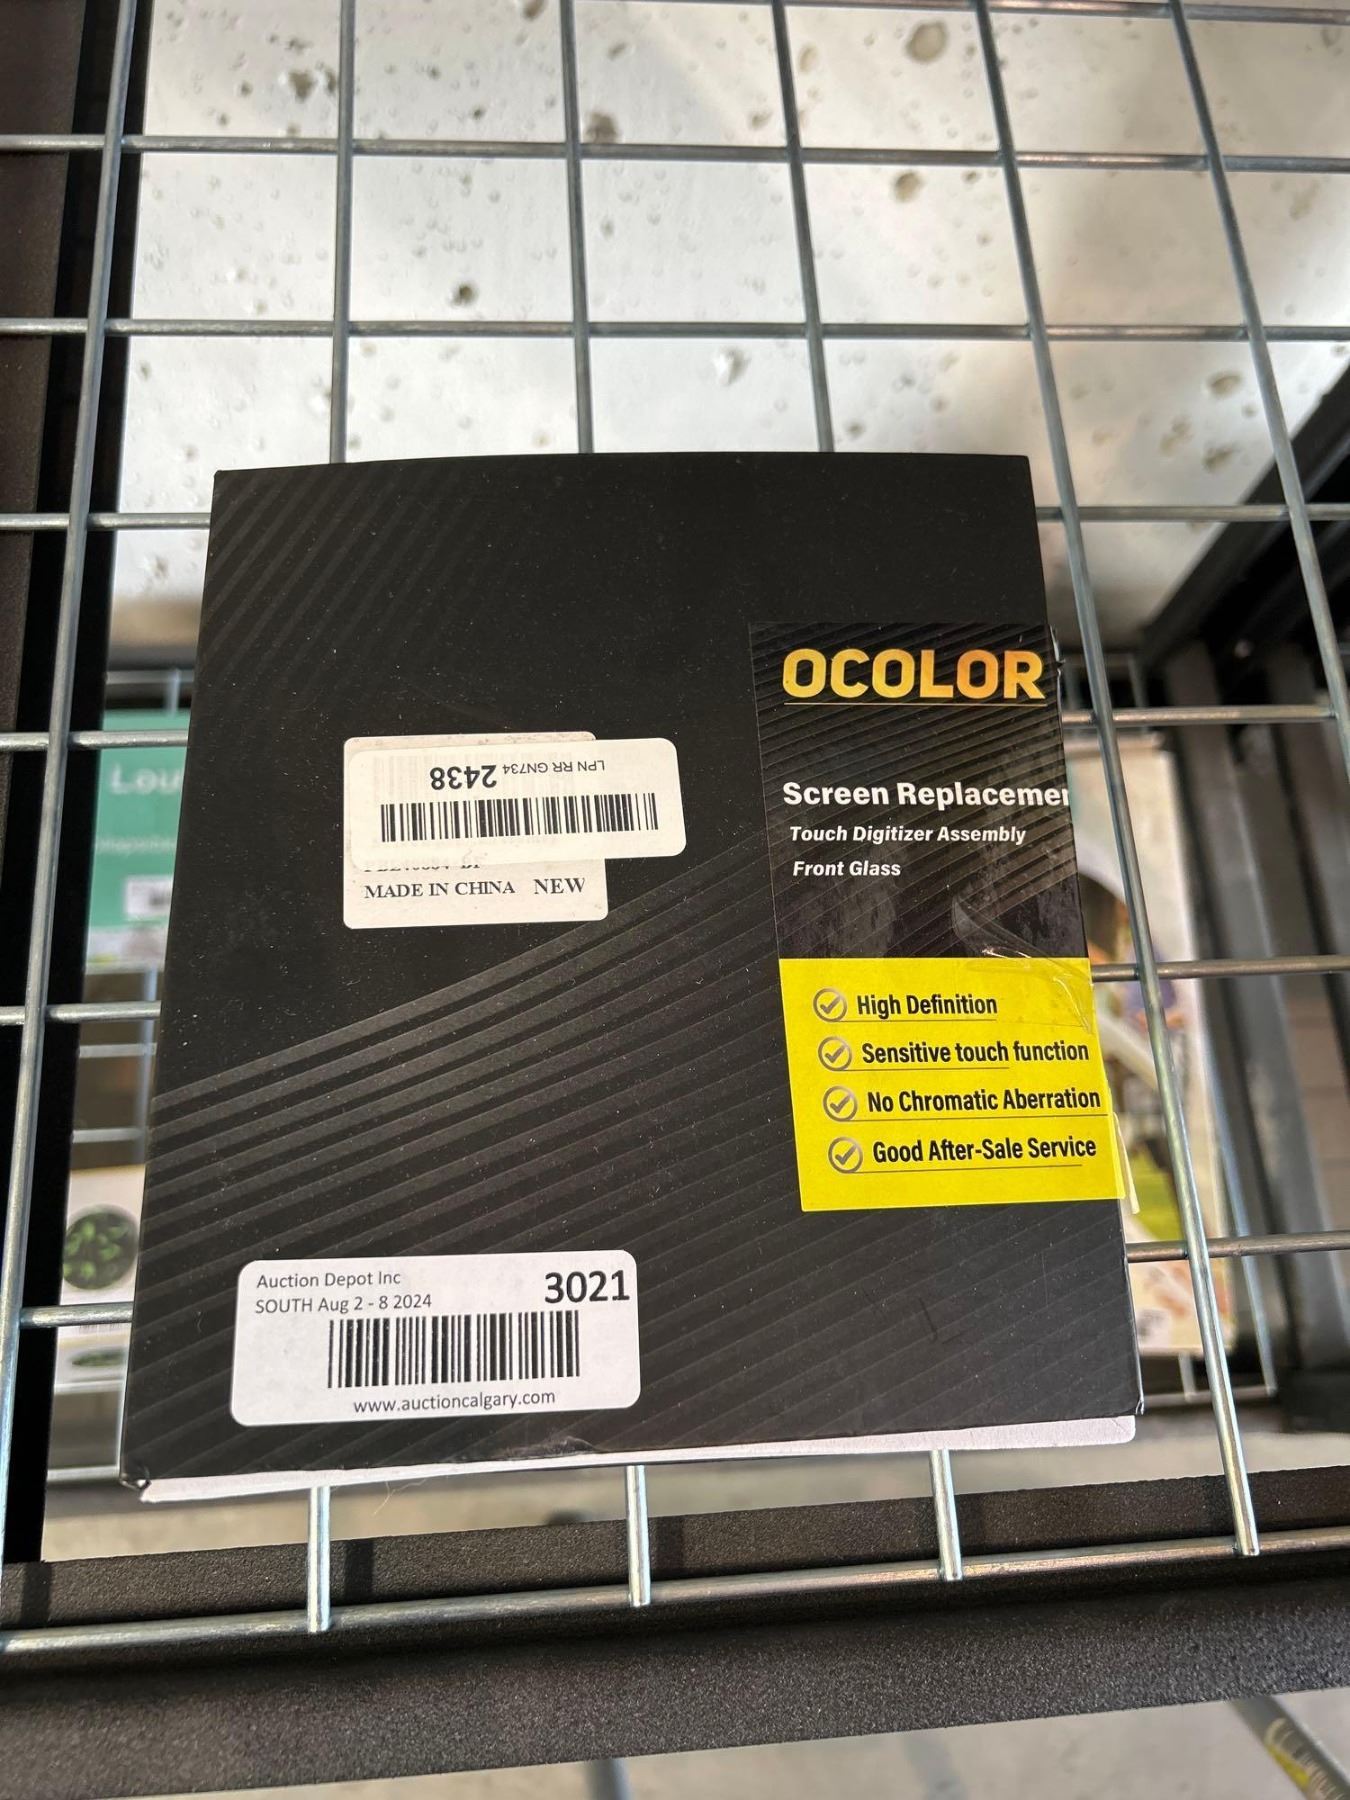 OCOLOR
Screen Replacemen
Touch Digitizer Assembly
Front Glass
LPN RR GN734 2438
MADE IN CHINA NEW
High Definition
Sensitive touch function
No Chromatic Aberration
Good After-Sale Service
Auction Depot Inc
3021
SOUTH Aug 2 - 8 2024
www.auctioncalgary.com
Lou